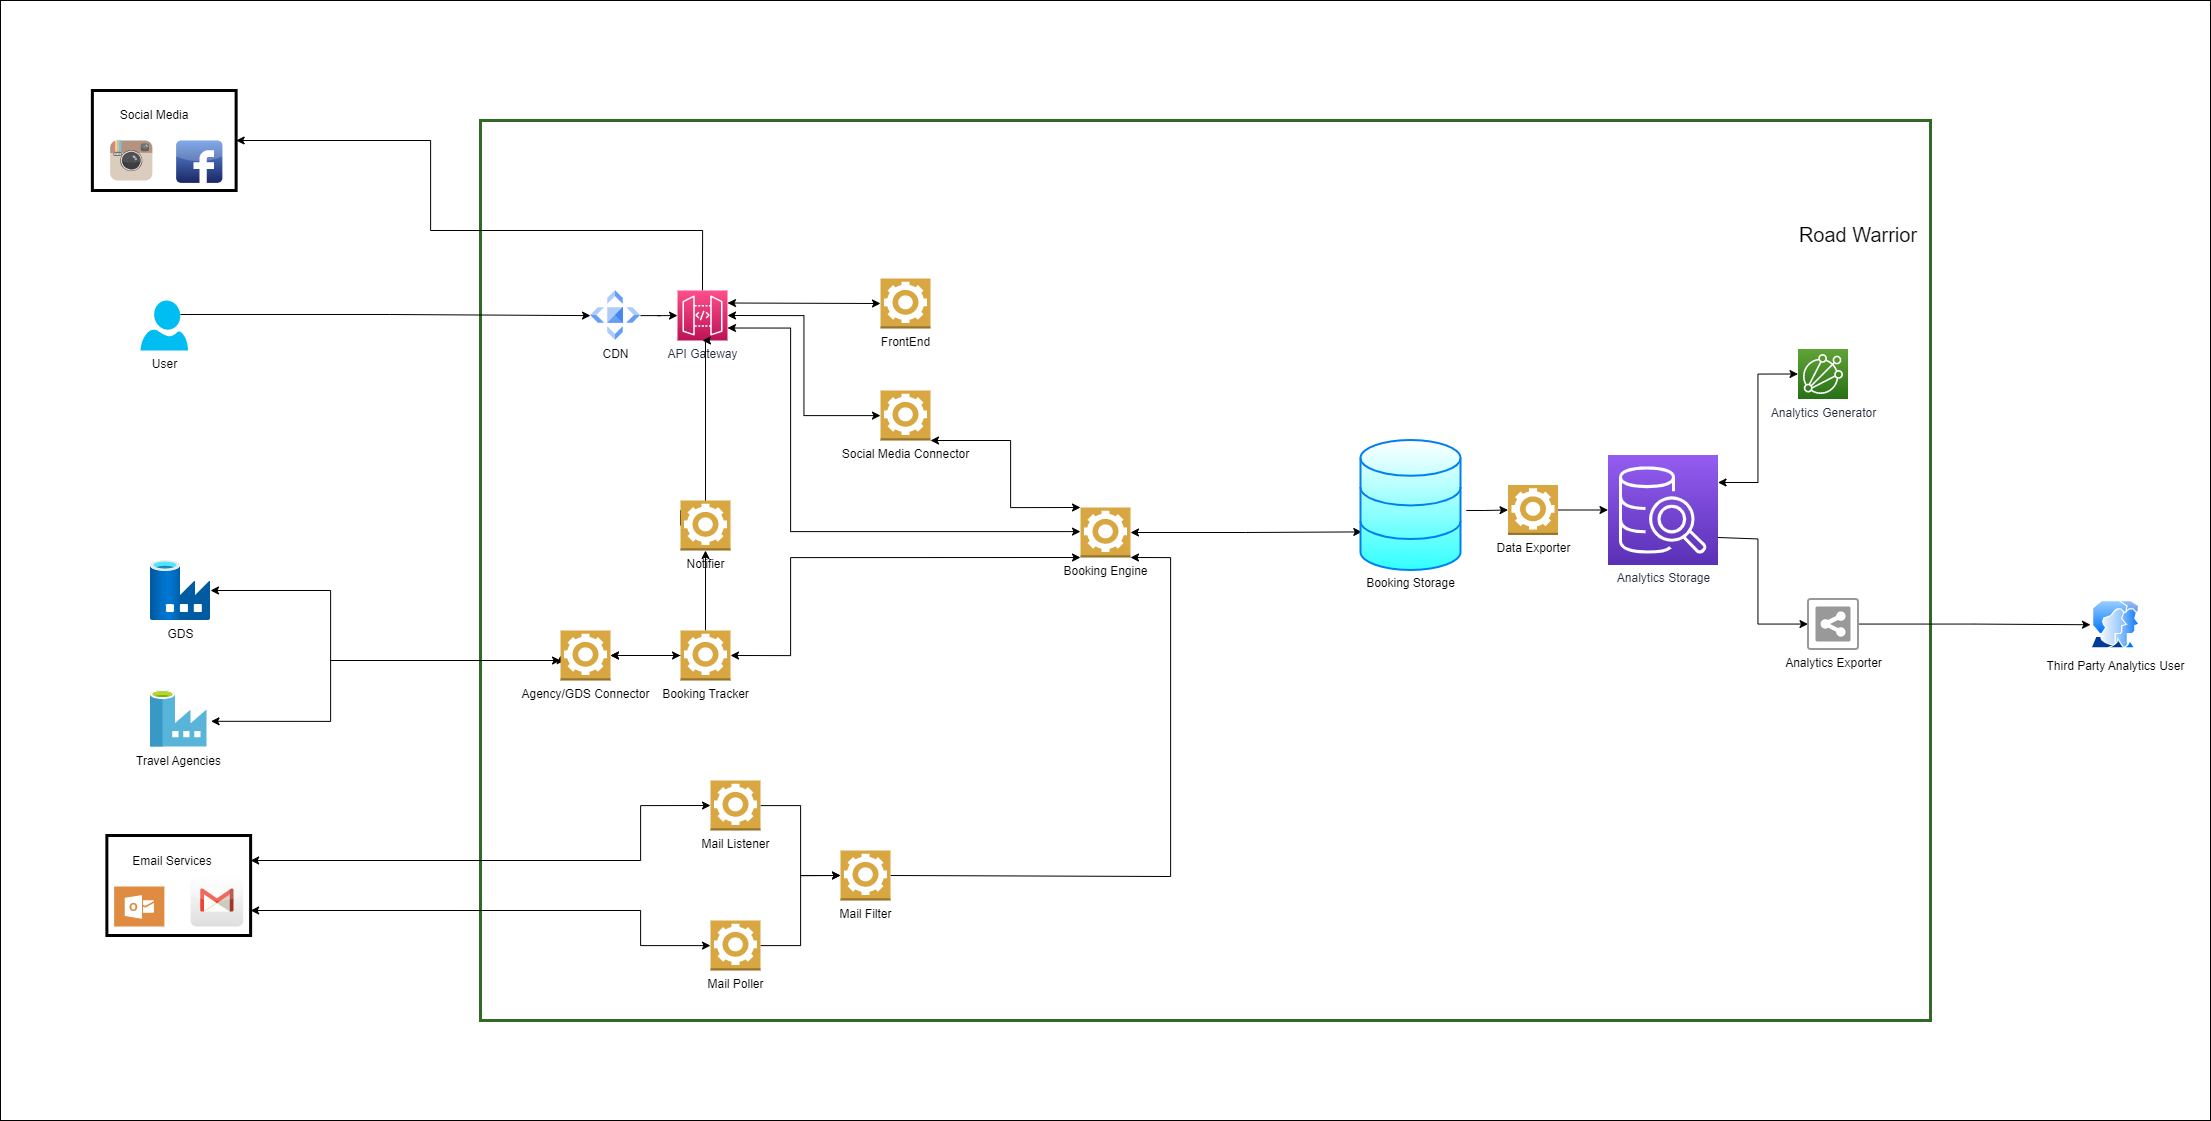 Social Media
Road Warrior
FrontEnd
CDN
API Gateway
User
Analytics Generator
Social Media Connector
Data Exporter
Notifier
Booking Engine
Analytics Storage
Booking Storage
GDS
Analytics Exporter
Third Party Analytics User
Agency/GDS Connector
Booking Tracker
Travel Agencies
Mail Listener
Email Services
Mail Filter
Mail Poller